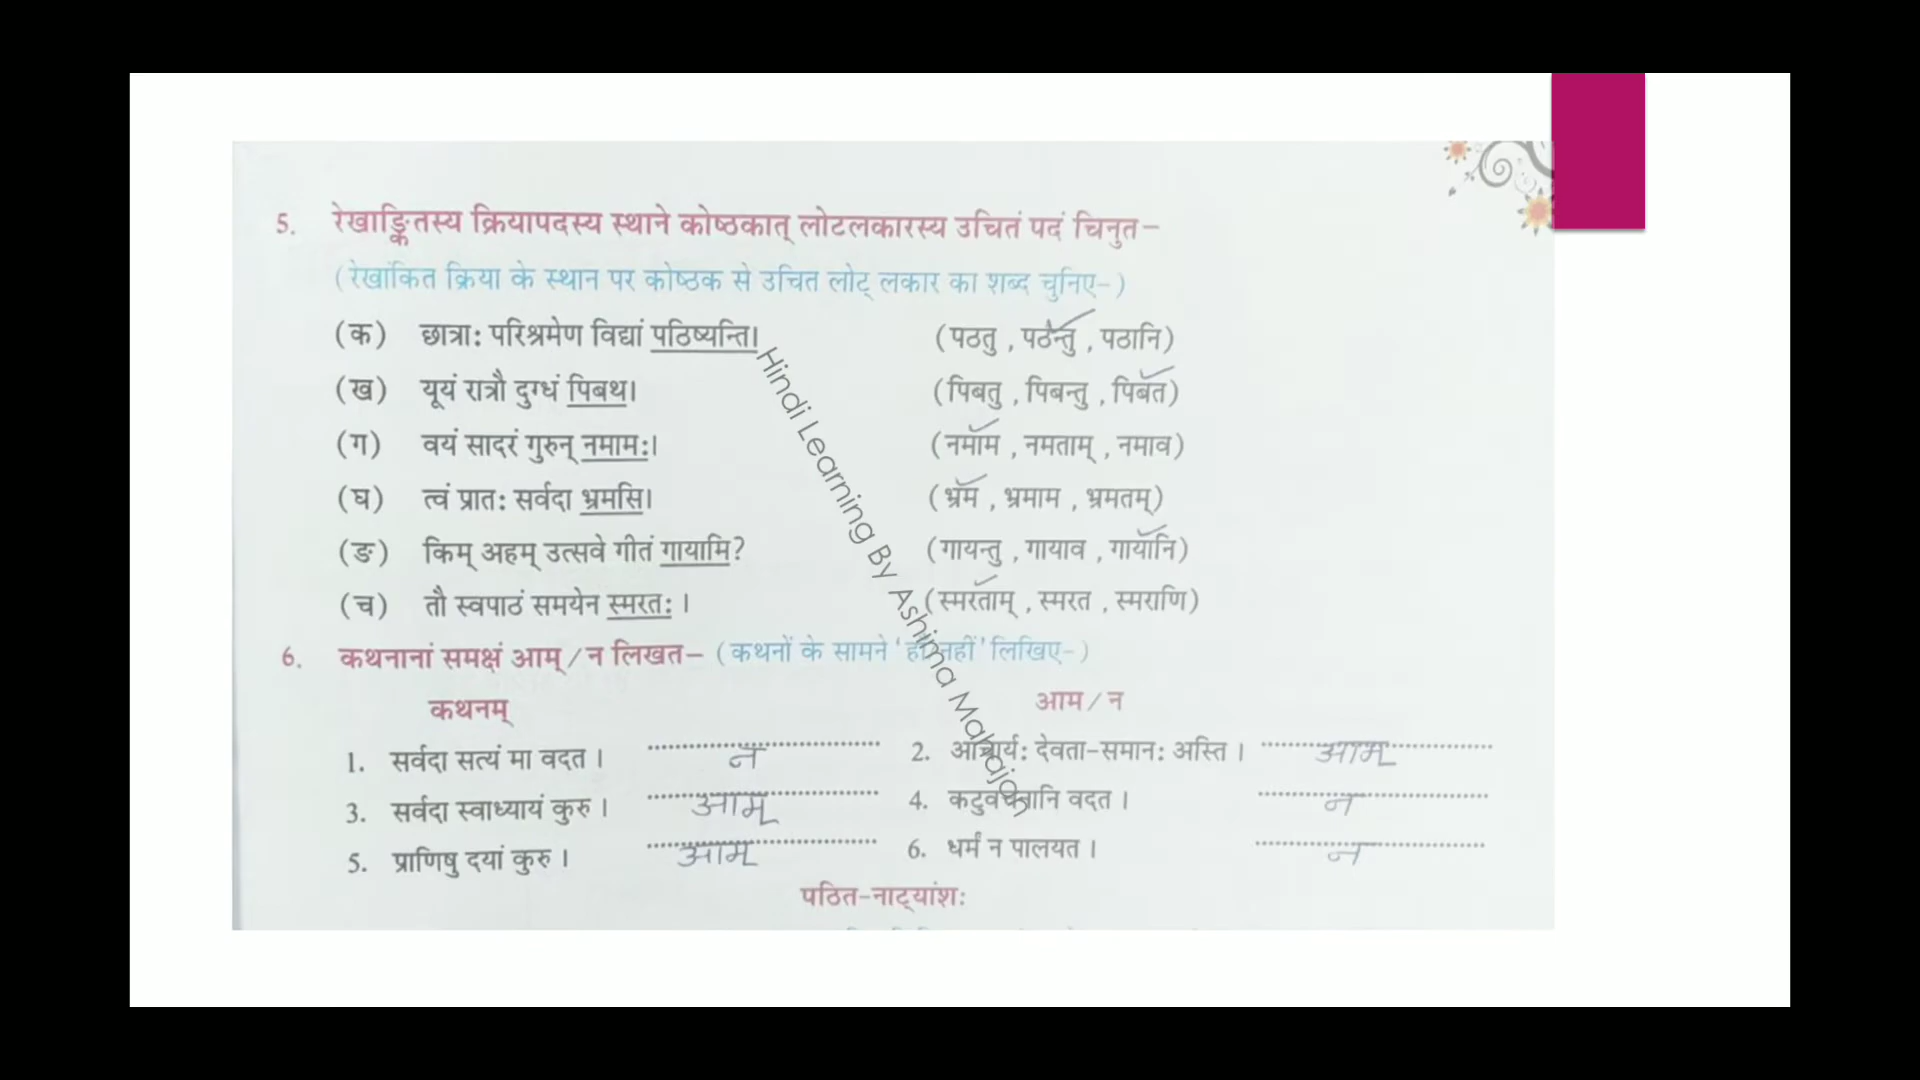 5. रेखाङ्कितस्य क्रियापदस्य स्थाने कोष्ठकात् लोटलकारस्य उचितं पदं चिनुत–
(रेखांकित क्रिया के स्थान पर कोष्ठक से उचित लोट् लकार का शब्द चुनिए–)
(क) छात्राः परिश्रमेण विद्यां पठिष्यन्ति। (पठतु , पठन्तु , पठानि)
(ख) यूयं रात्रौ दुग्धं पिबथ। (पिबतु , पिबन्तु , पिबत)
(ग) वयं सादरं गुरुन् नमामः। (नमाम , नमताम् , नमाव)
(घ) त्वं प्रातः सर्वदा भ्रमसि। (भ्रम , भ्रमाम , भ्रमतम्)
(ङ) किम् अहम् उत्सवे गीतं गायामि? (गायन्तु , गायाव , गायानि)
(च) तौ स्वपाठं समयेन स्मरतः । (स्मरताम् , स्मरत , स्मराणि)
6. कथनानां समक्षं आम् / न लिखत– (कथनों के सामने 'हाँ नहीं' लिखिए–)
कथनम् आम / न
1. सर्वदा सत्यं मा वदत । न 2. आचार्यः देवता-समानः अस्ति । आम्
3. सर्वदा स्वाध्यायं कुरु । आम् 4. कटुवचनानि वदत । न
5. प्राणिषु दयां कुरु । आम 6. धर्मं न पालयत । न
पठित-नाट्यांशः
Hindi Learning By Ashima Mahajan